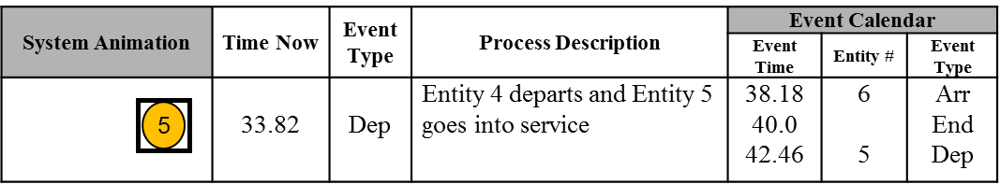 System Animation Time Now Event Type Process Description Event Calendar
Event Time Entity # Event Type
5 33.82 Dep Entity 4 departs and Entity 5 38.18 6 Arr
goes into service 40.0 End
42.46 5 Dep